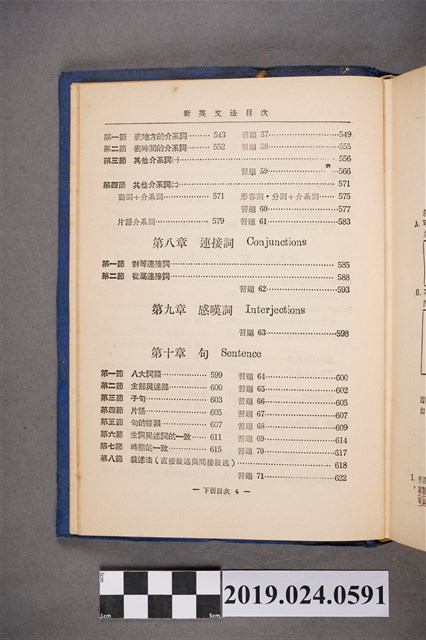 新英文法目次
第一節 表地方的介系詞 543 習題 57 549
第二節 表時間的介系詞 552 習題 58 555
第三節 其他介系詞(一) 556
習題 59 566
第四節 其他介系詞(二) 571
動詞+介系詞 571 形容詞・分詞+介系詞 575
習題 60 577
片語介系詞 579 習題 61 583
第八章 連接詞 Conjunctions
第一節 對等連接詞 585
第二節 從屬連接詞 588
習題 62 593
第九章 感嘆詞 Interjections
習題 63 598
第十章 句 Sentence
第一節 八大詞類 599 習題 64 600
第二節 主部與述部 600 習題 65 602
第三節 子句 603 習題 66 605
第四節 片語 605 習題 67 607
第五節 句的種類 607 習題 68 609
第六節 主詞與述詞的一致 611 習題 69 614
第七節 時態的一致 615 習題 70 617
第八節 敍述法(直接敍述與間接敍述) 618
習題 71 622
— 下冊目次 4 —
2019.024.0591